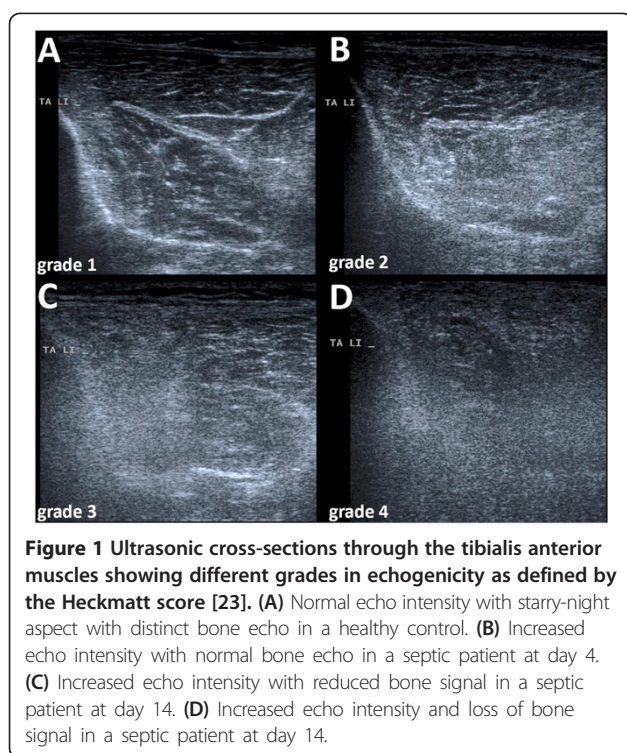 A
B
TA LI _
TA LI _
grade 1
grade 2
C
D
TA LI _
TA LI _
grade 3
grade 4
Figure 1 Ultrasonic cross-sections through the tibialis anterior
muscles showing different grades in echogenicity as defined by
the Heckmatt score [23]. (A) Normal echo intensity with starry-night
aspect with distinct bone echo in a healthy control. (B) Increased
echo intensity with normal bone echo in a septic patient at day 4.
(C) Increased echo intensity with reduced bone signal in a septic
patient at day 14. (D) Increased echo intensity and loss of bone
signal in a septic patient at day 14.